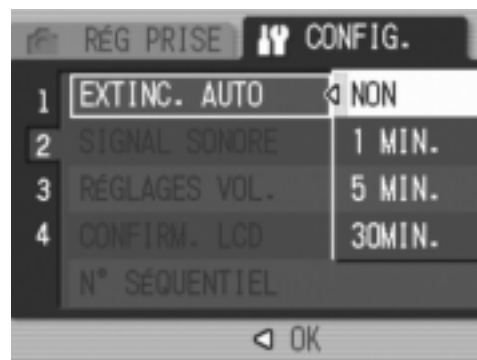 RÉG PRISE CONFIG.
1 EXTINC. AUTO NON
2 SIGNAL SONORE 1 MIN.
3 RÉGLAGES VOL. 5 MIN.
4 CONFIRM. LCD 30MIN.
N° SÉQUENTIEL
OK